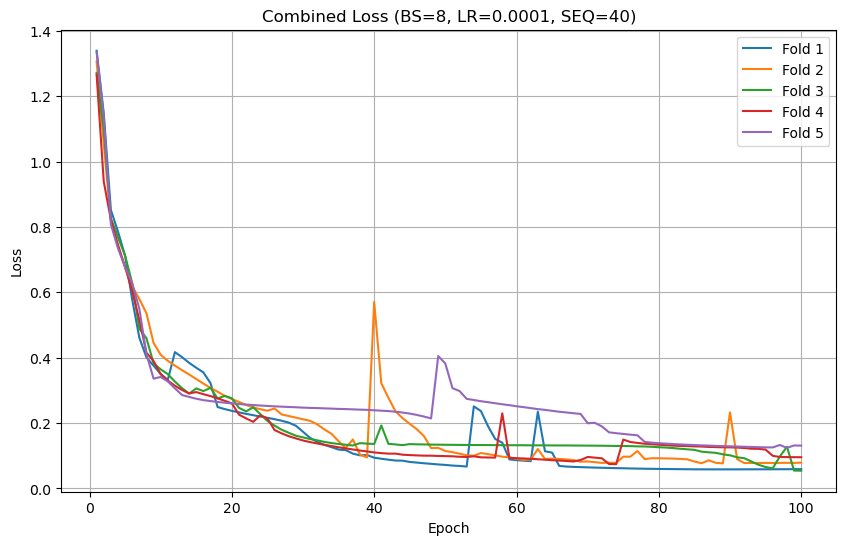 Combined Loss (BS=8, LR=0.0001, SEQ=40)
1.4
1.2
1.0
0.8
0.6
0.4
0.2
0.0
Loss
Fold 1
Fold 2
Fold 3
Fold 4
Fold 5
0 20 40 60 80 100
Epoch